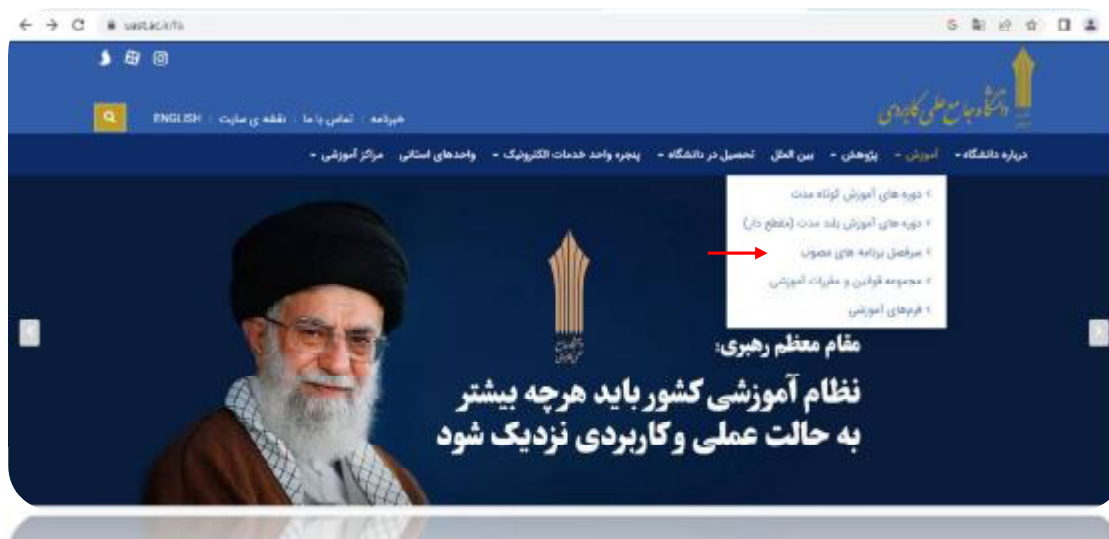 uast.ac.ir/fa
دانشگاه جامع علمی کاربردی
خبرنامه تماس با ما نقشه ی سایت ENGLISH
درباره دانشگاه آموزش پژوهش بین الملل تحصیل در دانشگاه پنجره واحد خدمات الکترونیک واحدهای استانی مراکز آموزشی
دوره های آموزش کوتاه مدت
دوره های آموزش بلند مدت (مقطع دار)
سرفصل برنامه های مصوب
مجموعه قوانین و مقررات آموزشی
فرمهای آموزشی
مقام معظم رهبری:
نظام آموزشی کشور باید هرچه بیشتر
به حالت عملی و کاربردی نزدیک شود